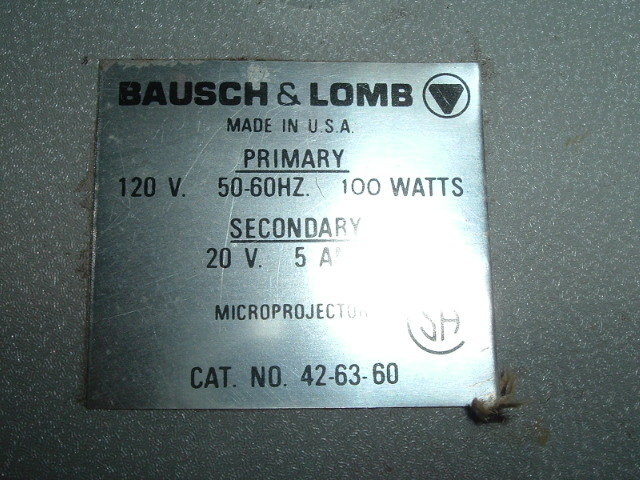 BAUSCH & LOMB
MADE IN U.S.A.
PRIMARY
120 V. 50-60HZ. 100 WATTS
SECONDARY
20 V. 5
MICROPROJECTOR
SA
CAT. NO. 42-63-60